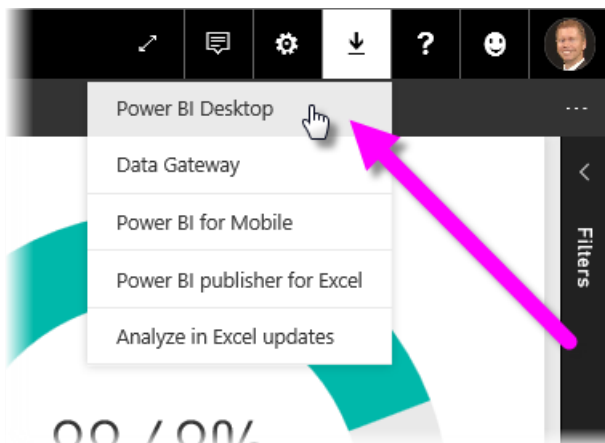 ?
...
Power BI Desktop
Data Gateway
Power BI for Mobile
Power BI publisher for Excel
Analyze in Excel updates
Filters